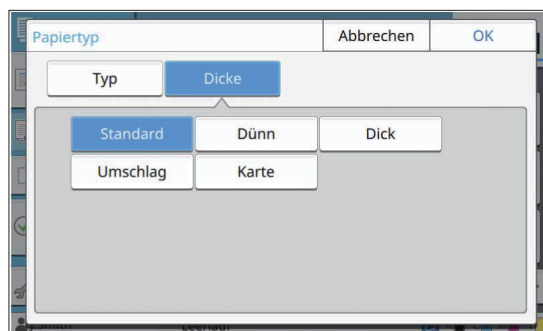 Papiertyp Abbrechen OK
Typ Dicke
Standard Dünn Dick
Umschlag Karte